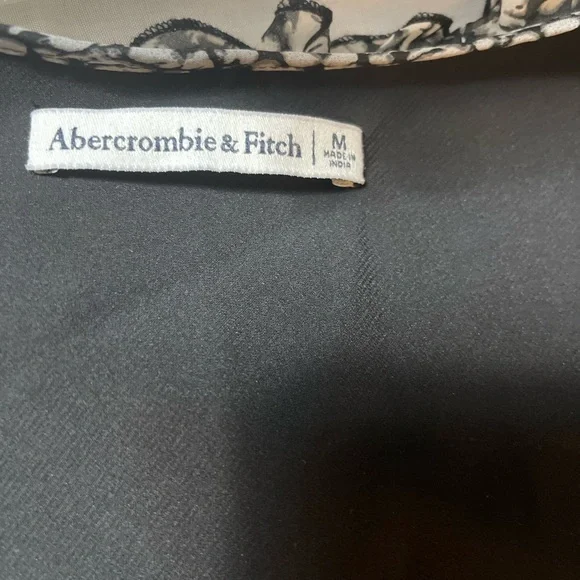 Abercrombie & Fitch | M
MADE IN
INDIA